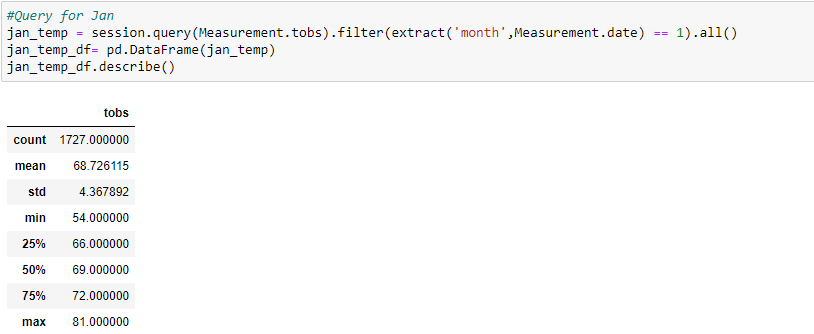 #Query for Jan
jan_temp = session.query(Measurement.tobs).filter(extract('month',Measurement.date) == 1).all()
jan_temp_df= pd.DataFrame(jan_temp)
jan_temp_df.describe()
tobs
count 1727.000000
mean 68.726115
std 4.367892
min 54.000000
25% 66.000000
50% 69.000000
75% 72.000000
max 81.000000